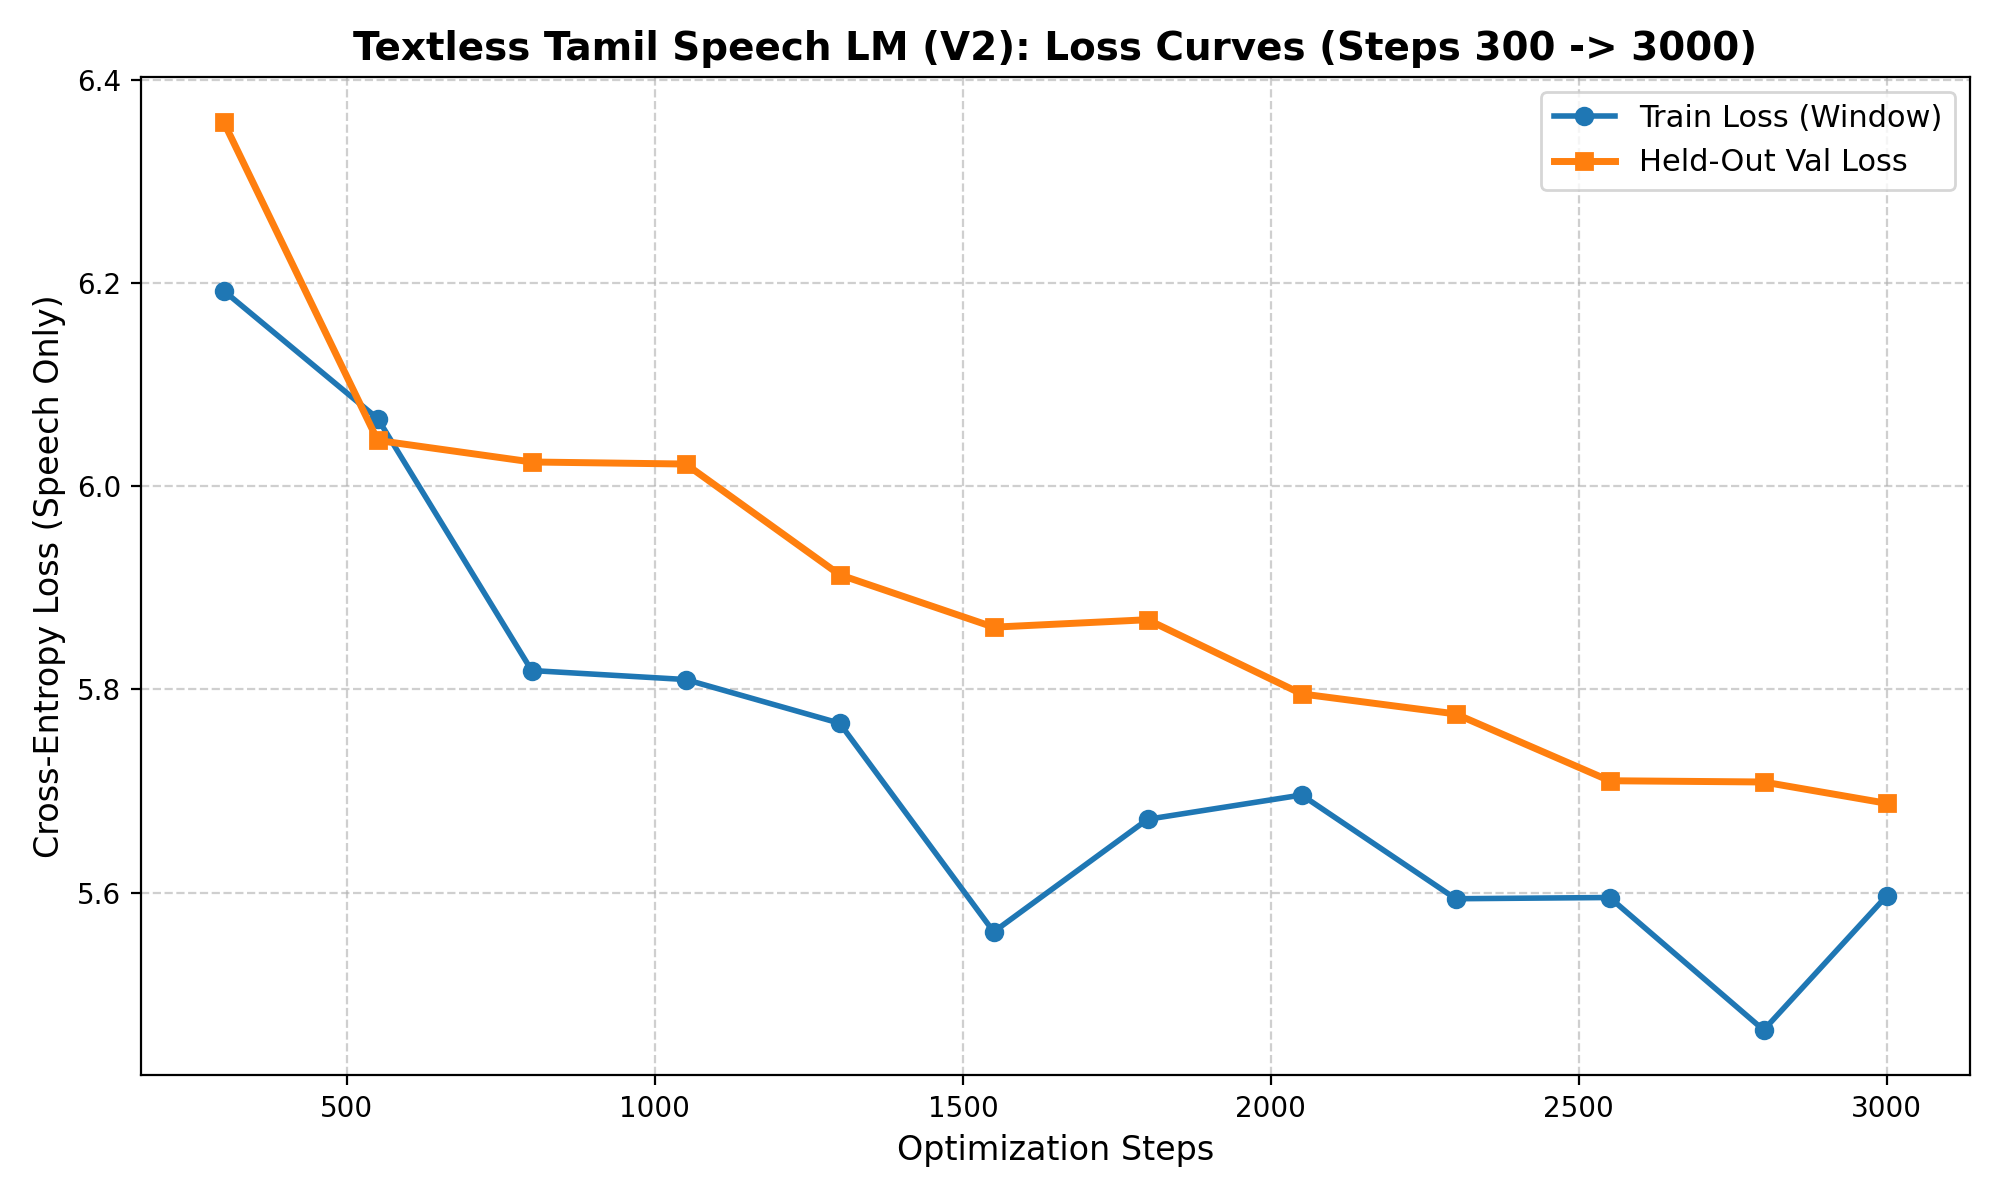 Textless Tamil Speech LM (V2): Loss Curves (Steps 300 -> 3000)
Train Loss (Window)
Held-Out Val Loss
Cross-Entropy Loss (Speech Only)
6.4
6.2
6.0
5.8
5.6
500
1000
1500
2000
2500
3000
Optimization Steps